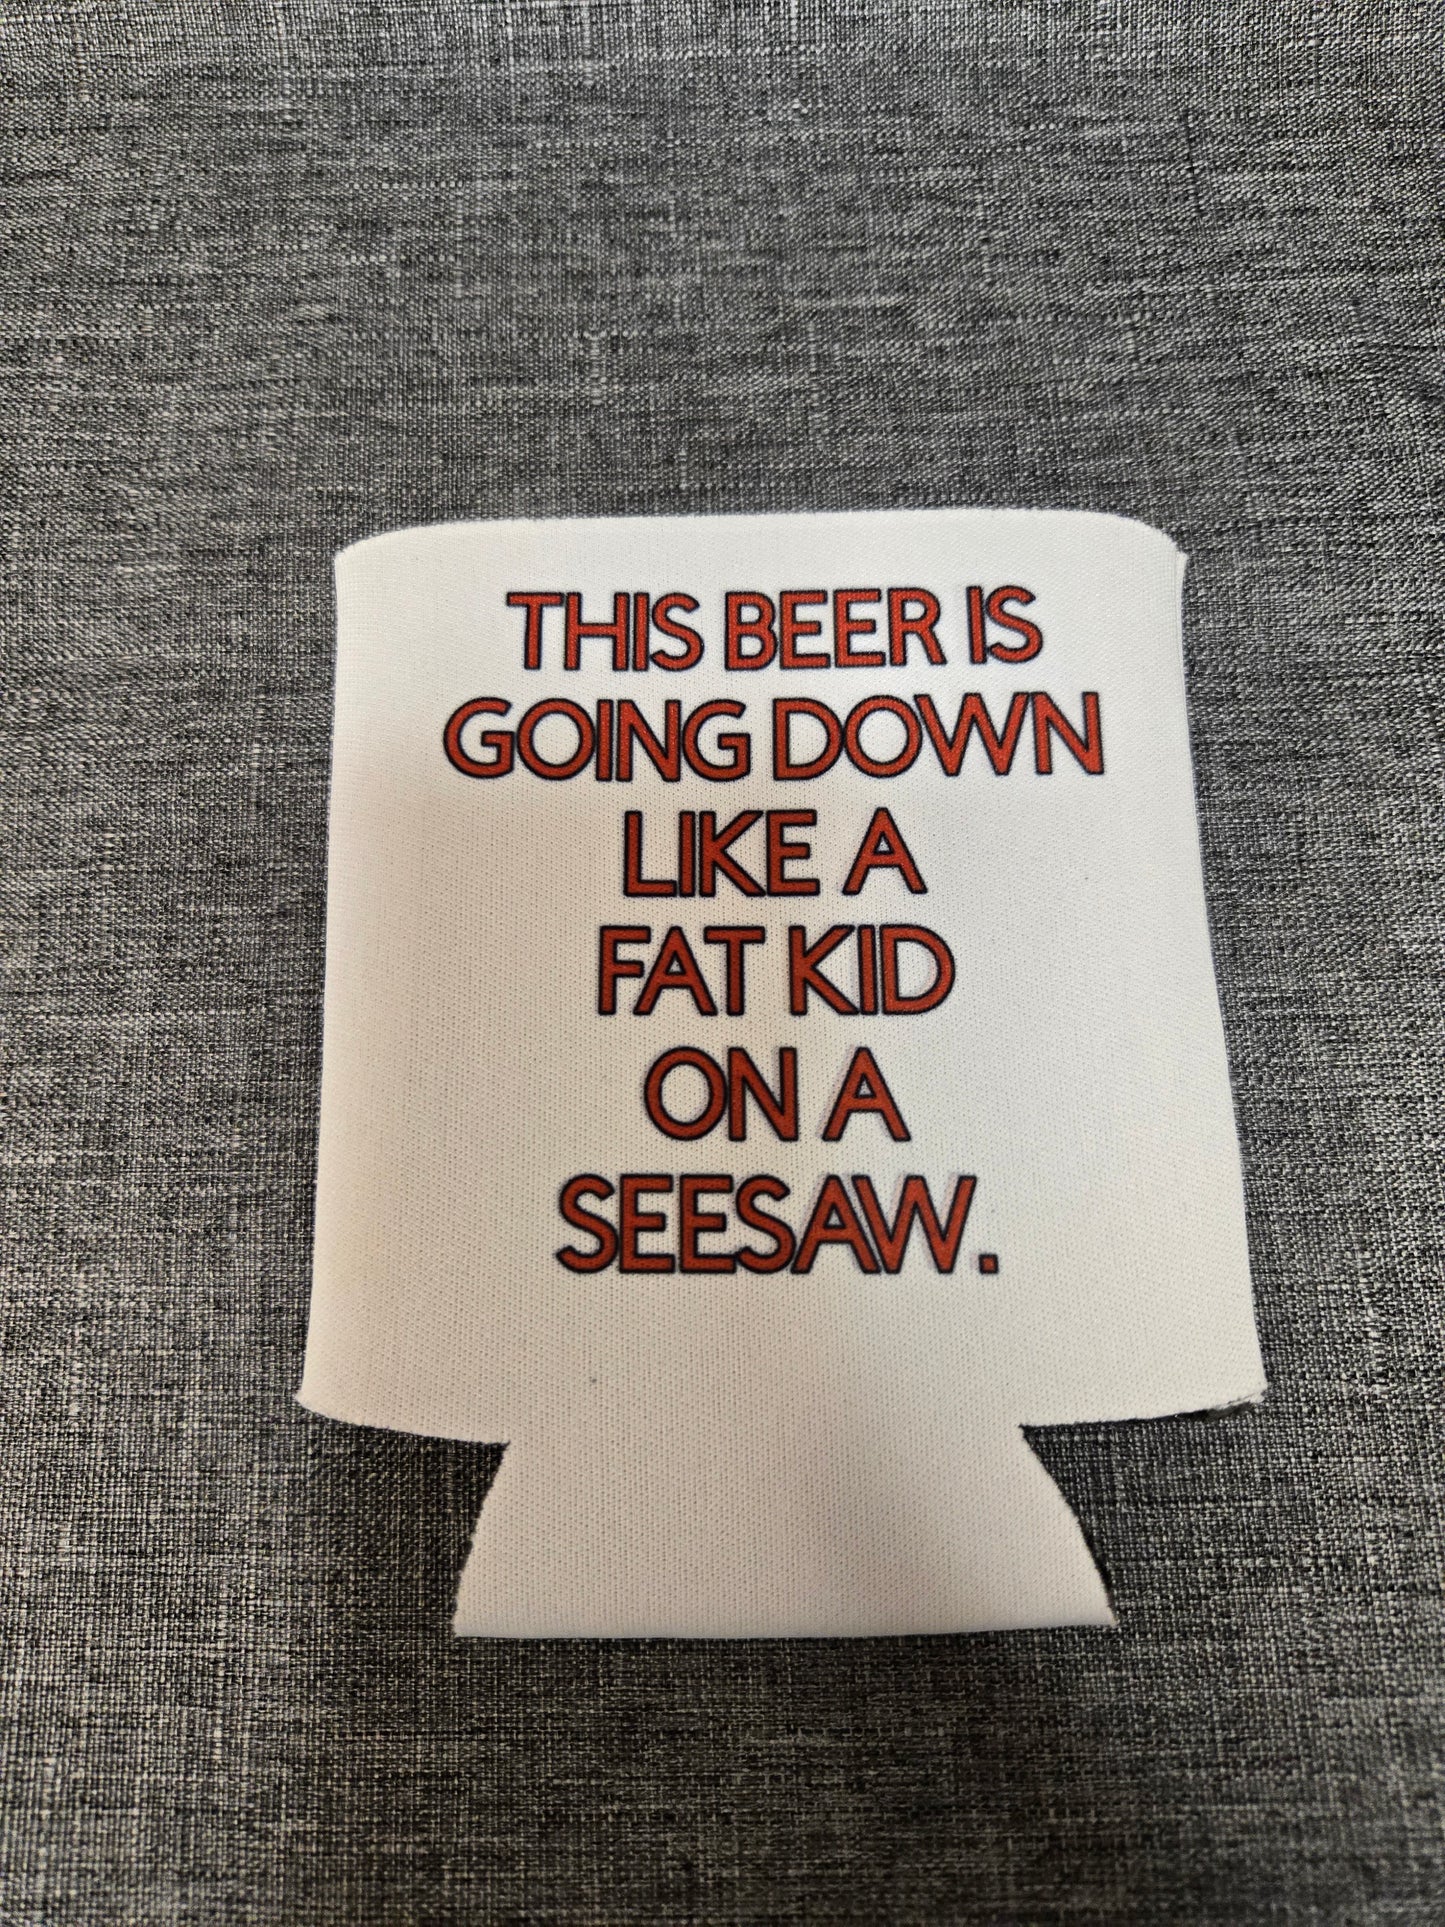 THIS BEER IS
GOING DOWN
LIKE A
FAT KID
ON A
SEESAW.